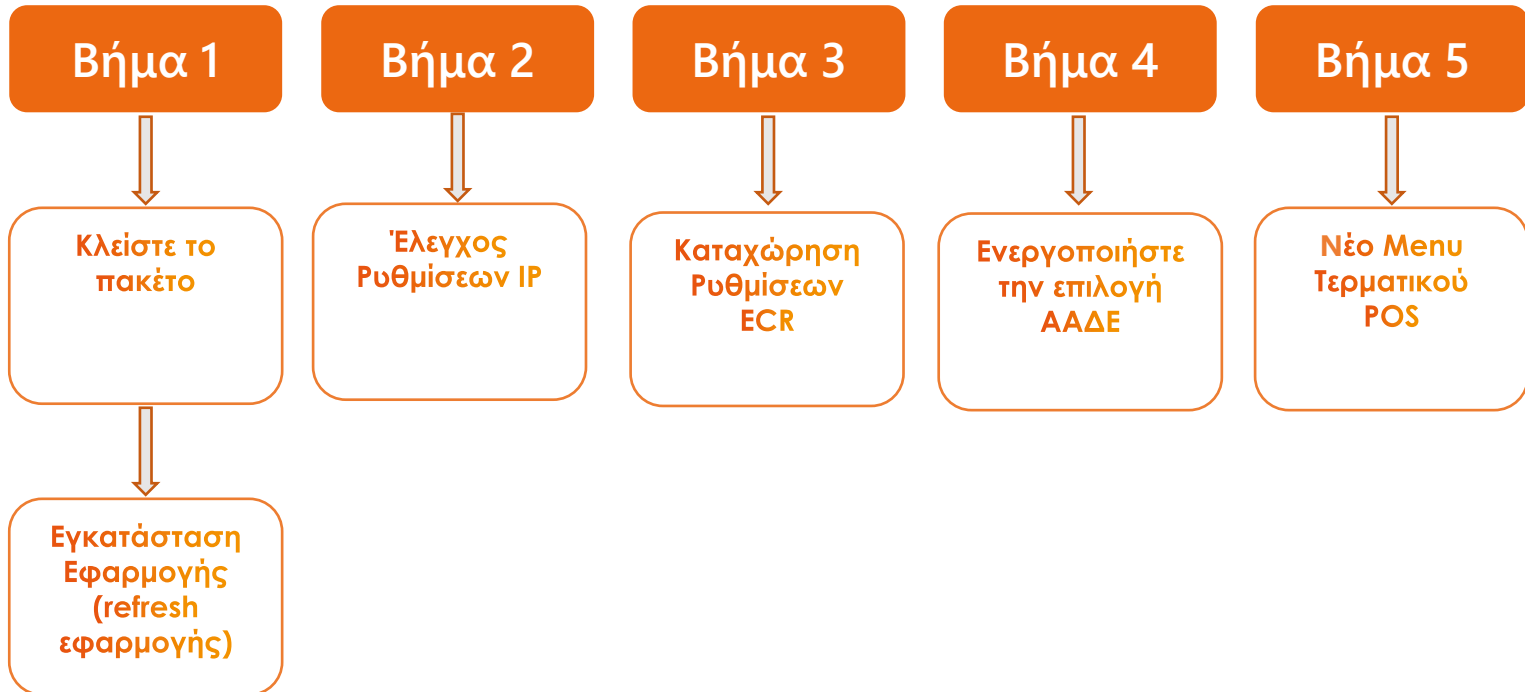 Βήμα 1
Βήμα 2
Βήμα 3
Βήμα 4
Βήμα 5
Κλείστε το
πακέτο
Έλεγχος
Ρυθμίσεων IP
Καταχώρηση
Ρυθμίσεων
ECR
Ενεργοποιήστε
την επιλογή
ΑΑΔΕ
Νέο Menu
Τερματικού
POS
Εγκατάσταση
Εφαρμογής
(refresh
εφαρμογής)